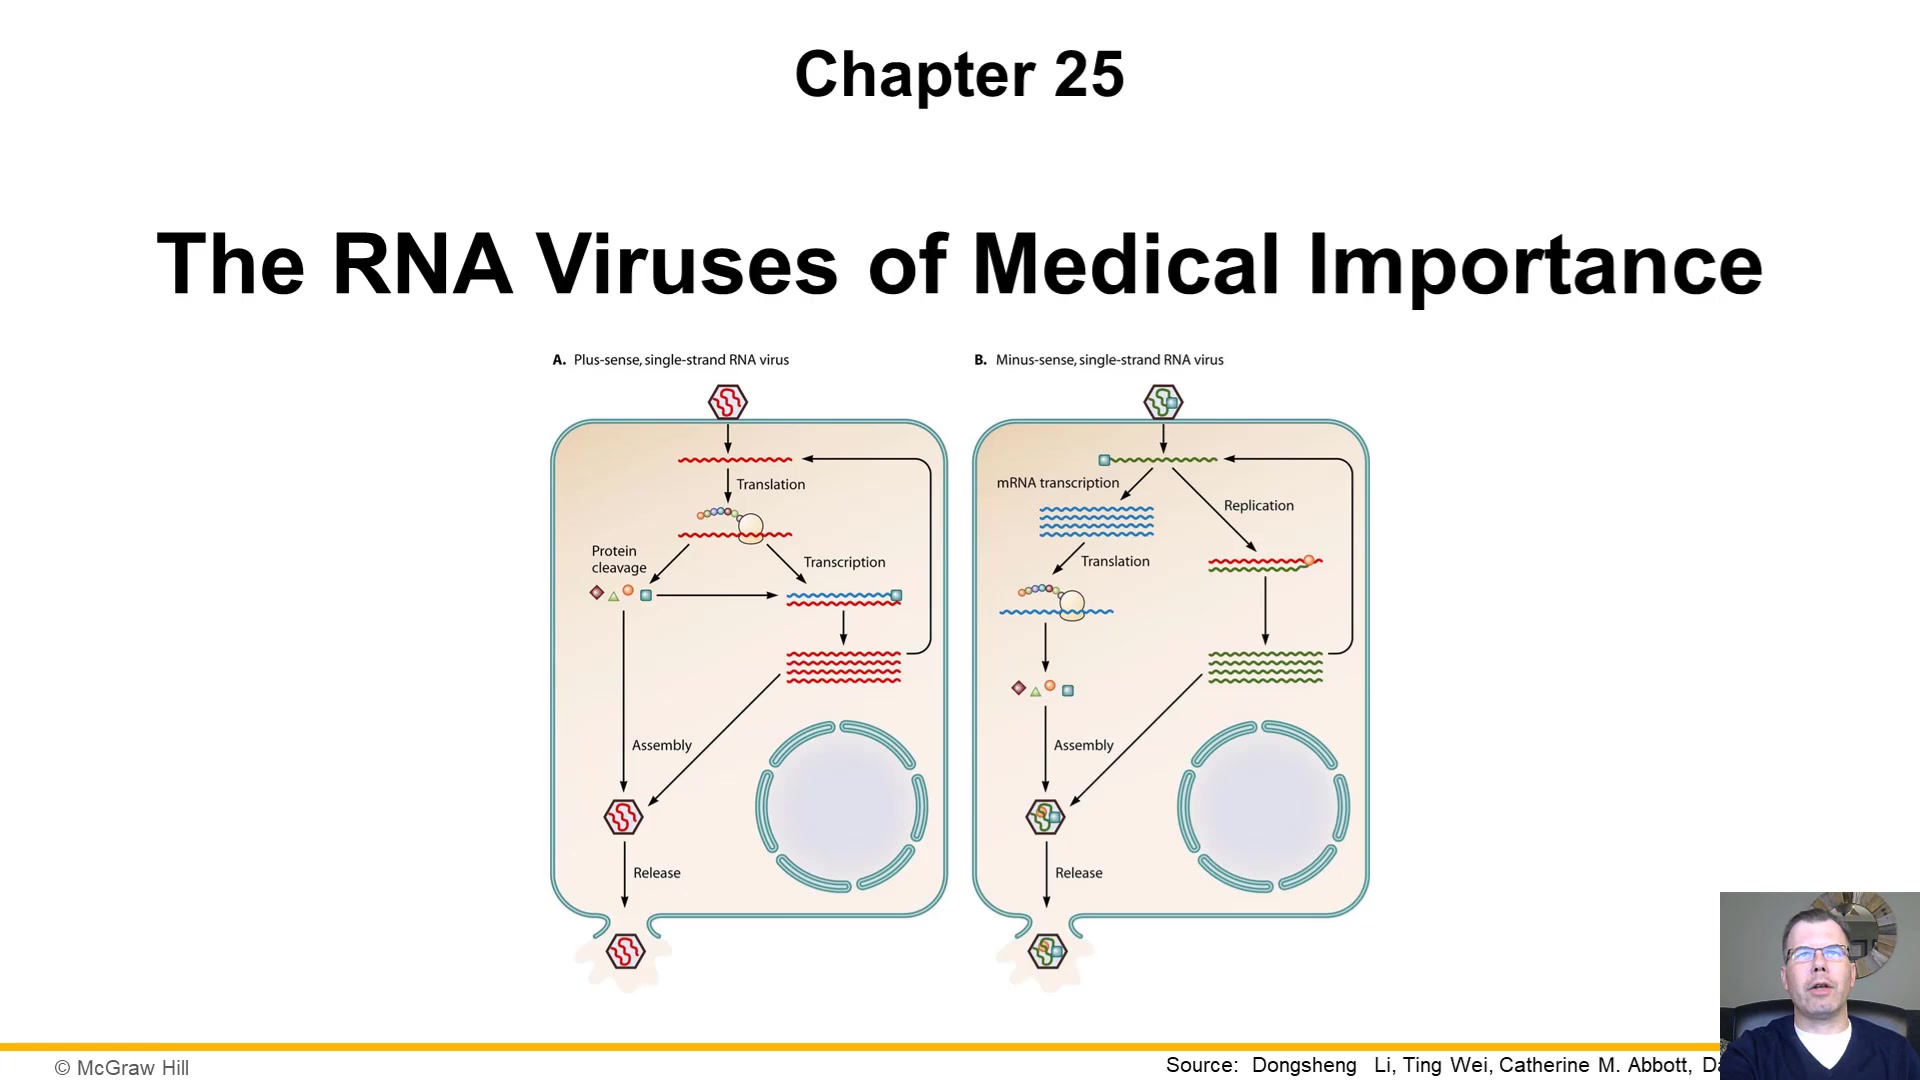 Chapter 25
The RNA Viruses of Medical Importance
A. Plus-sense, single-strand RNA virus
Translation
Protein
cleavage
Transcription
Assembly
Release
B. Minus-sense, single-strand RNA virus
mRNA transcription
Replication
Translation
Assembly
Release
© McGraw Hill
Source: Dongsheng Li, Ting Wei, Catherine M. Abbott,